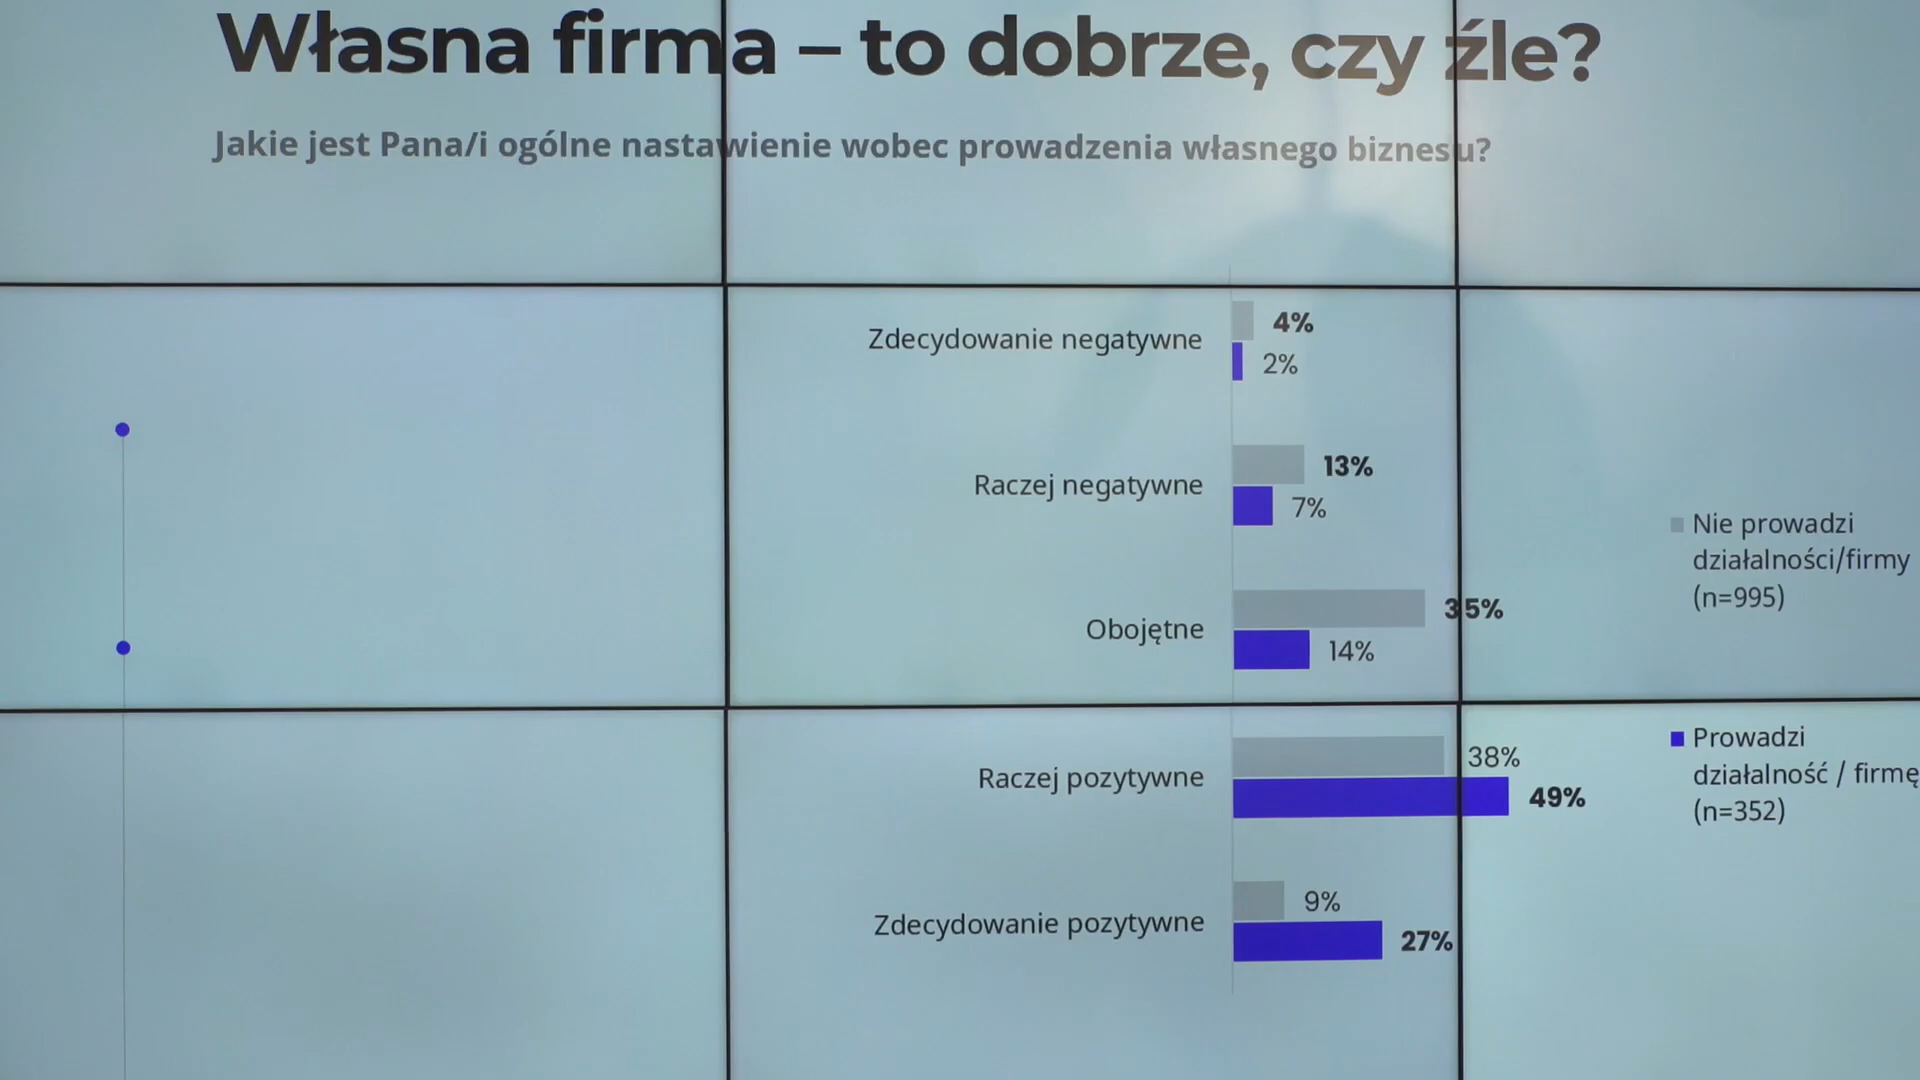 Własna firma – to dobrze, czy źle?
Jakie jest Pana/i ogólne nastawienie wobec prowadzenia własnego biznesu?
Zdecydowanie negatywne
4%
2%
Raczej negatywne
13%
7%
Obojętne
35%
14%
Raczej pozytywne
38%
49%
Zdecydowanie pozytywne
9%
27%
Nie prowadzi
działalności/firmy
(n=995)
Prowadzi
działalność / firmę
(n=352)